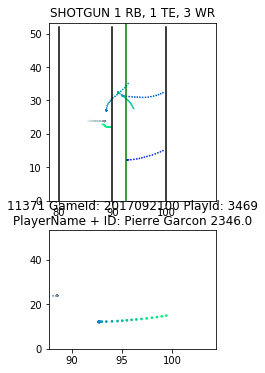 SHOTGUN 1 RB, 1 TE, 3 WR
50
40
30
20
10
0
80 90 100
11371 GameId: 2017092100 PlayId: 3469
PlayerName + ID: Pierre Garcon 2346.0
40
20
0
90 95 100